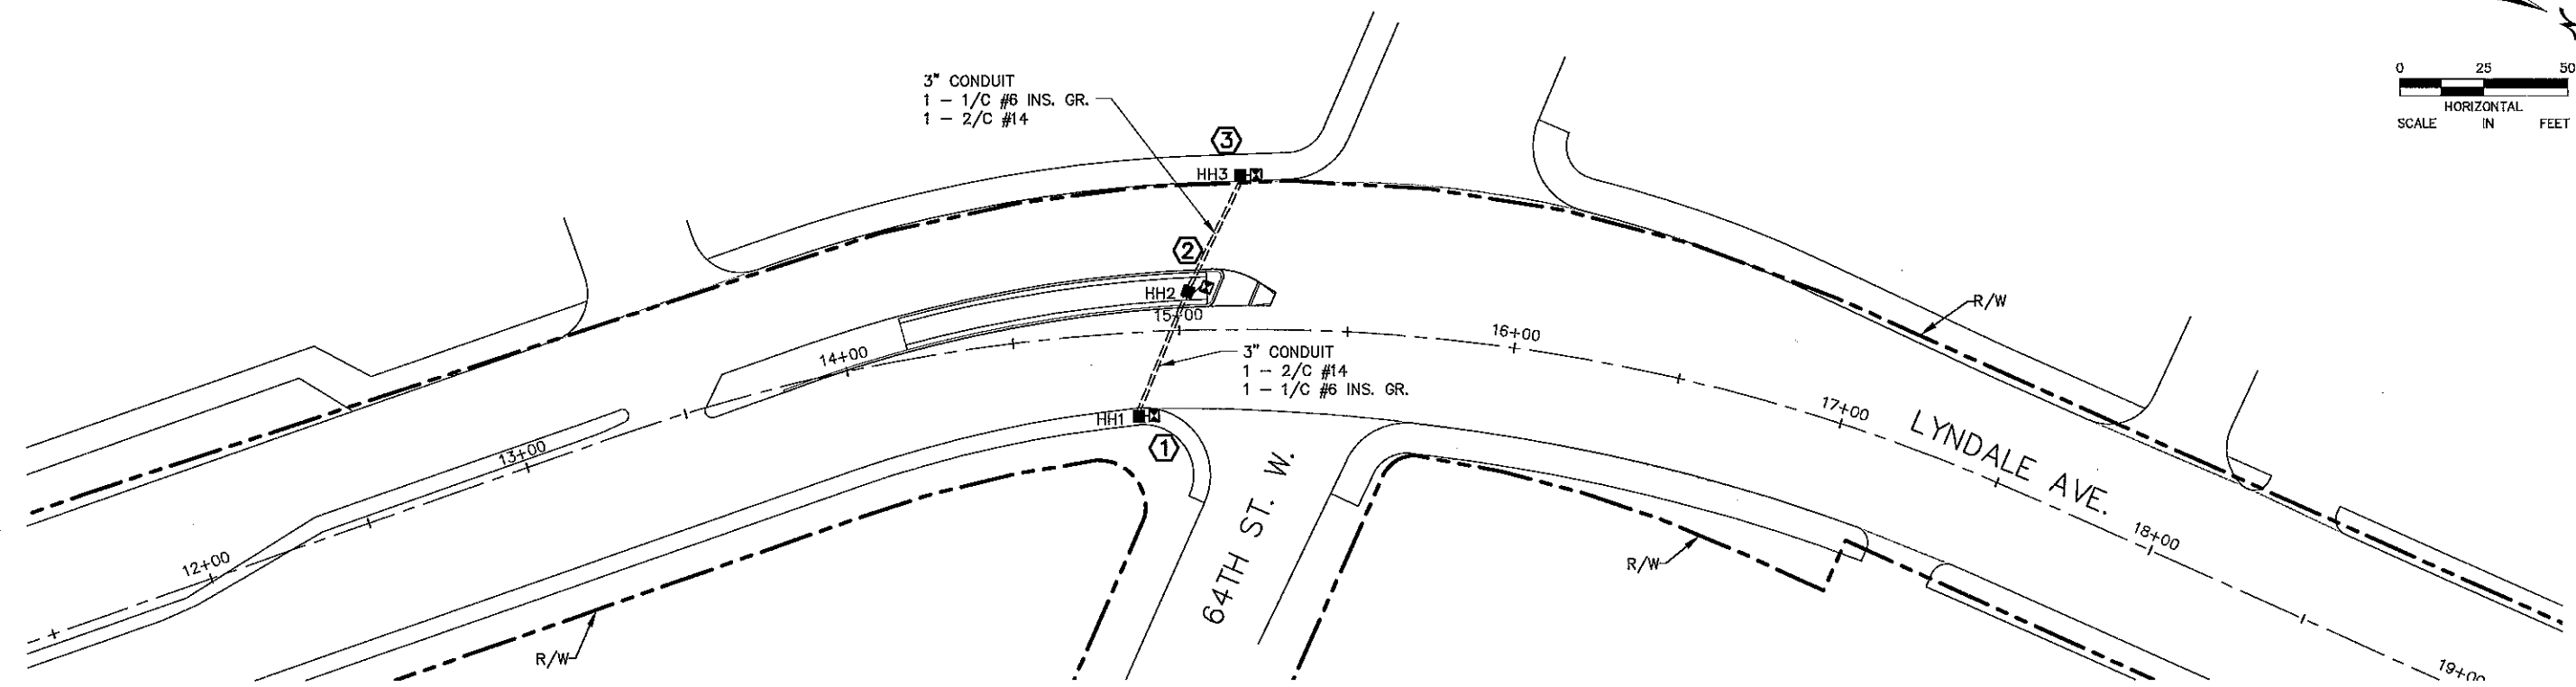 0 25 50
HORIZONTAL
SCALE IN FEET
3" CONDUIT
1 - 1/C #6 INS. GR.
1 - 2/C #14
3
HH3
2
HH2
15+00
R/W
16+00
14+00
3" CONDUIT
1 - 2/C #14
1 - 1/C #6 INS. GR.
HH1
1
17+00
LYNDALE AVE.
13+00
64TH ST. W.
18+00
12+00
R/W
R/W
19+00